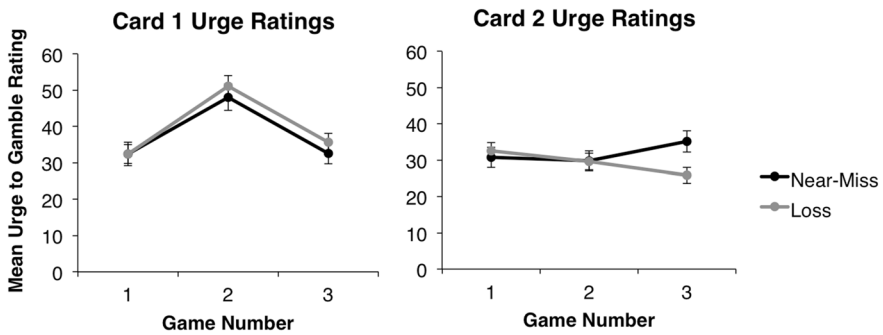 Card 1 Urge Ratings
Mean Urge to Gamble Rating
60
50
40
30
20
10
0
1 2 3
Game Number
Card 2 Urge Ratings
60
50
40
30
20
10
0
1 2 3
Game Number
Near-Miss
Loss